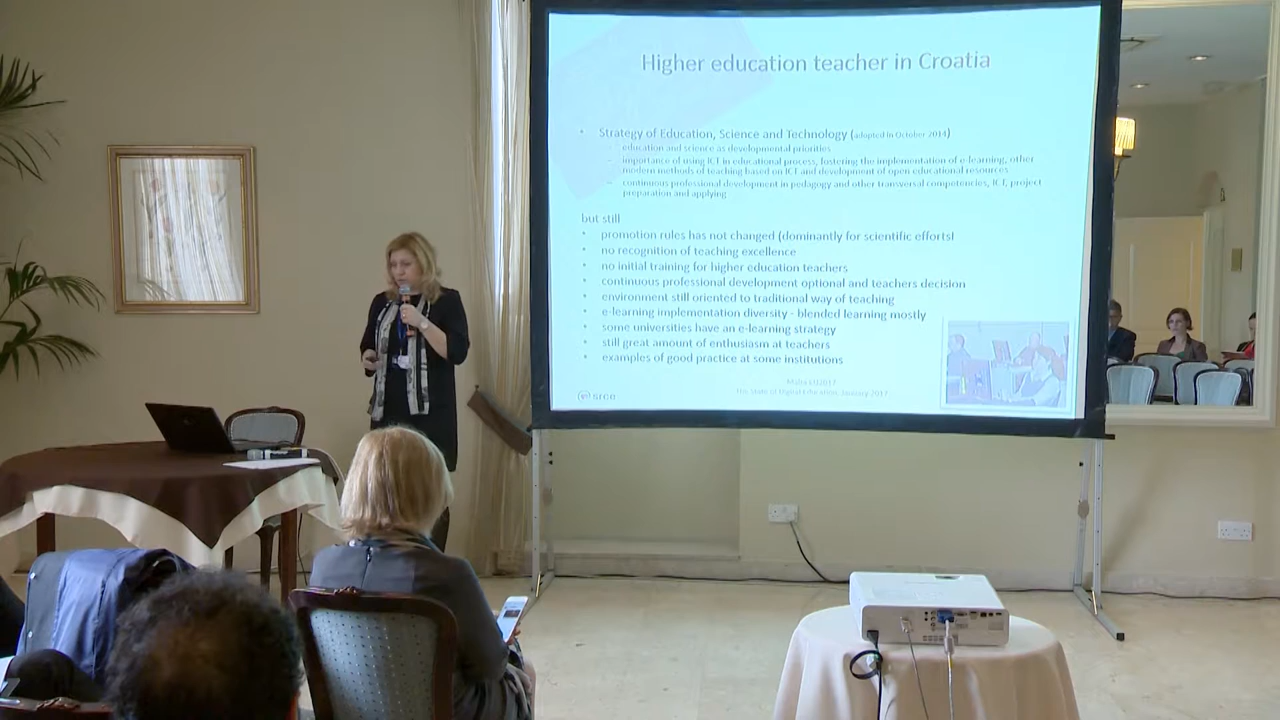 Higher education teacher in Croatia
Strategy of Education, Science and Technology (adopted in October 2014)
education and science as developmental priorities
importance of using ICT in educational process, fostering the implementation of e-learning, other
modern methods of teaching based on ICT and development of open educational resources
continuous professional development in pedagogy and other transversal competencies, ICT, project
preparation and applying
but still
promotion rules has not changed (dominantly for scientific efforts)
no recognition of teaching excellence
no initial training for higher education teachers
continuous professional development optional and teachers decision
environment still oriented to traditional way of teaching
e-learning implementation diversity - blended learning mostly
some universities have an e-learning strategy
still great amount of enthusiasm at teachers
examples of good practice at some institutions
The State of Digital Education, January 2017
srce